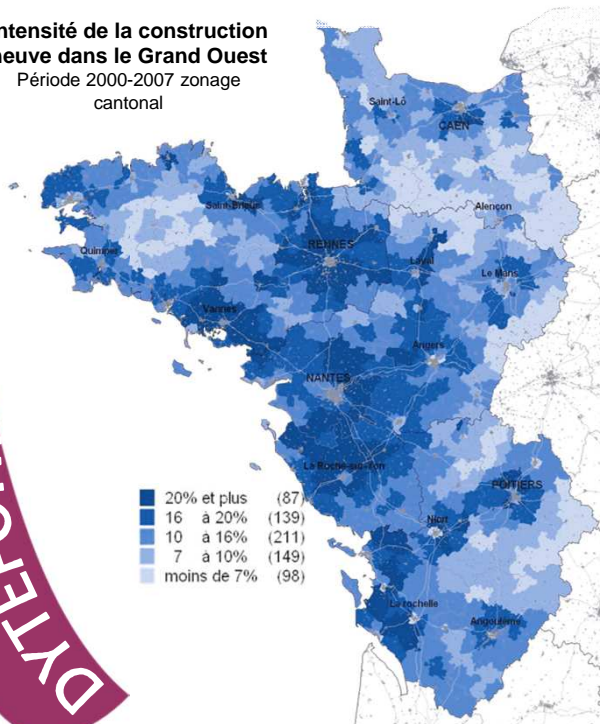 ntensité de la construction
neuve dans le Grand Ouest
Période 2000-2007 zonage
cantonal
Saint-Lô
CAEN
Alençon
Saint-Brieuc
RENNES
Laval
Le Mans
Quimper
Vannes
Angers
NANTES
La Roche-sur-Yon
POITIERS
Niort
La rochelle
Angoulême
20% et plus (87)
16 à 20% (139)
10 à 16% (211)
7 à 10% (149)
moins de 7% (98)